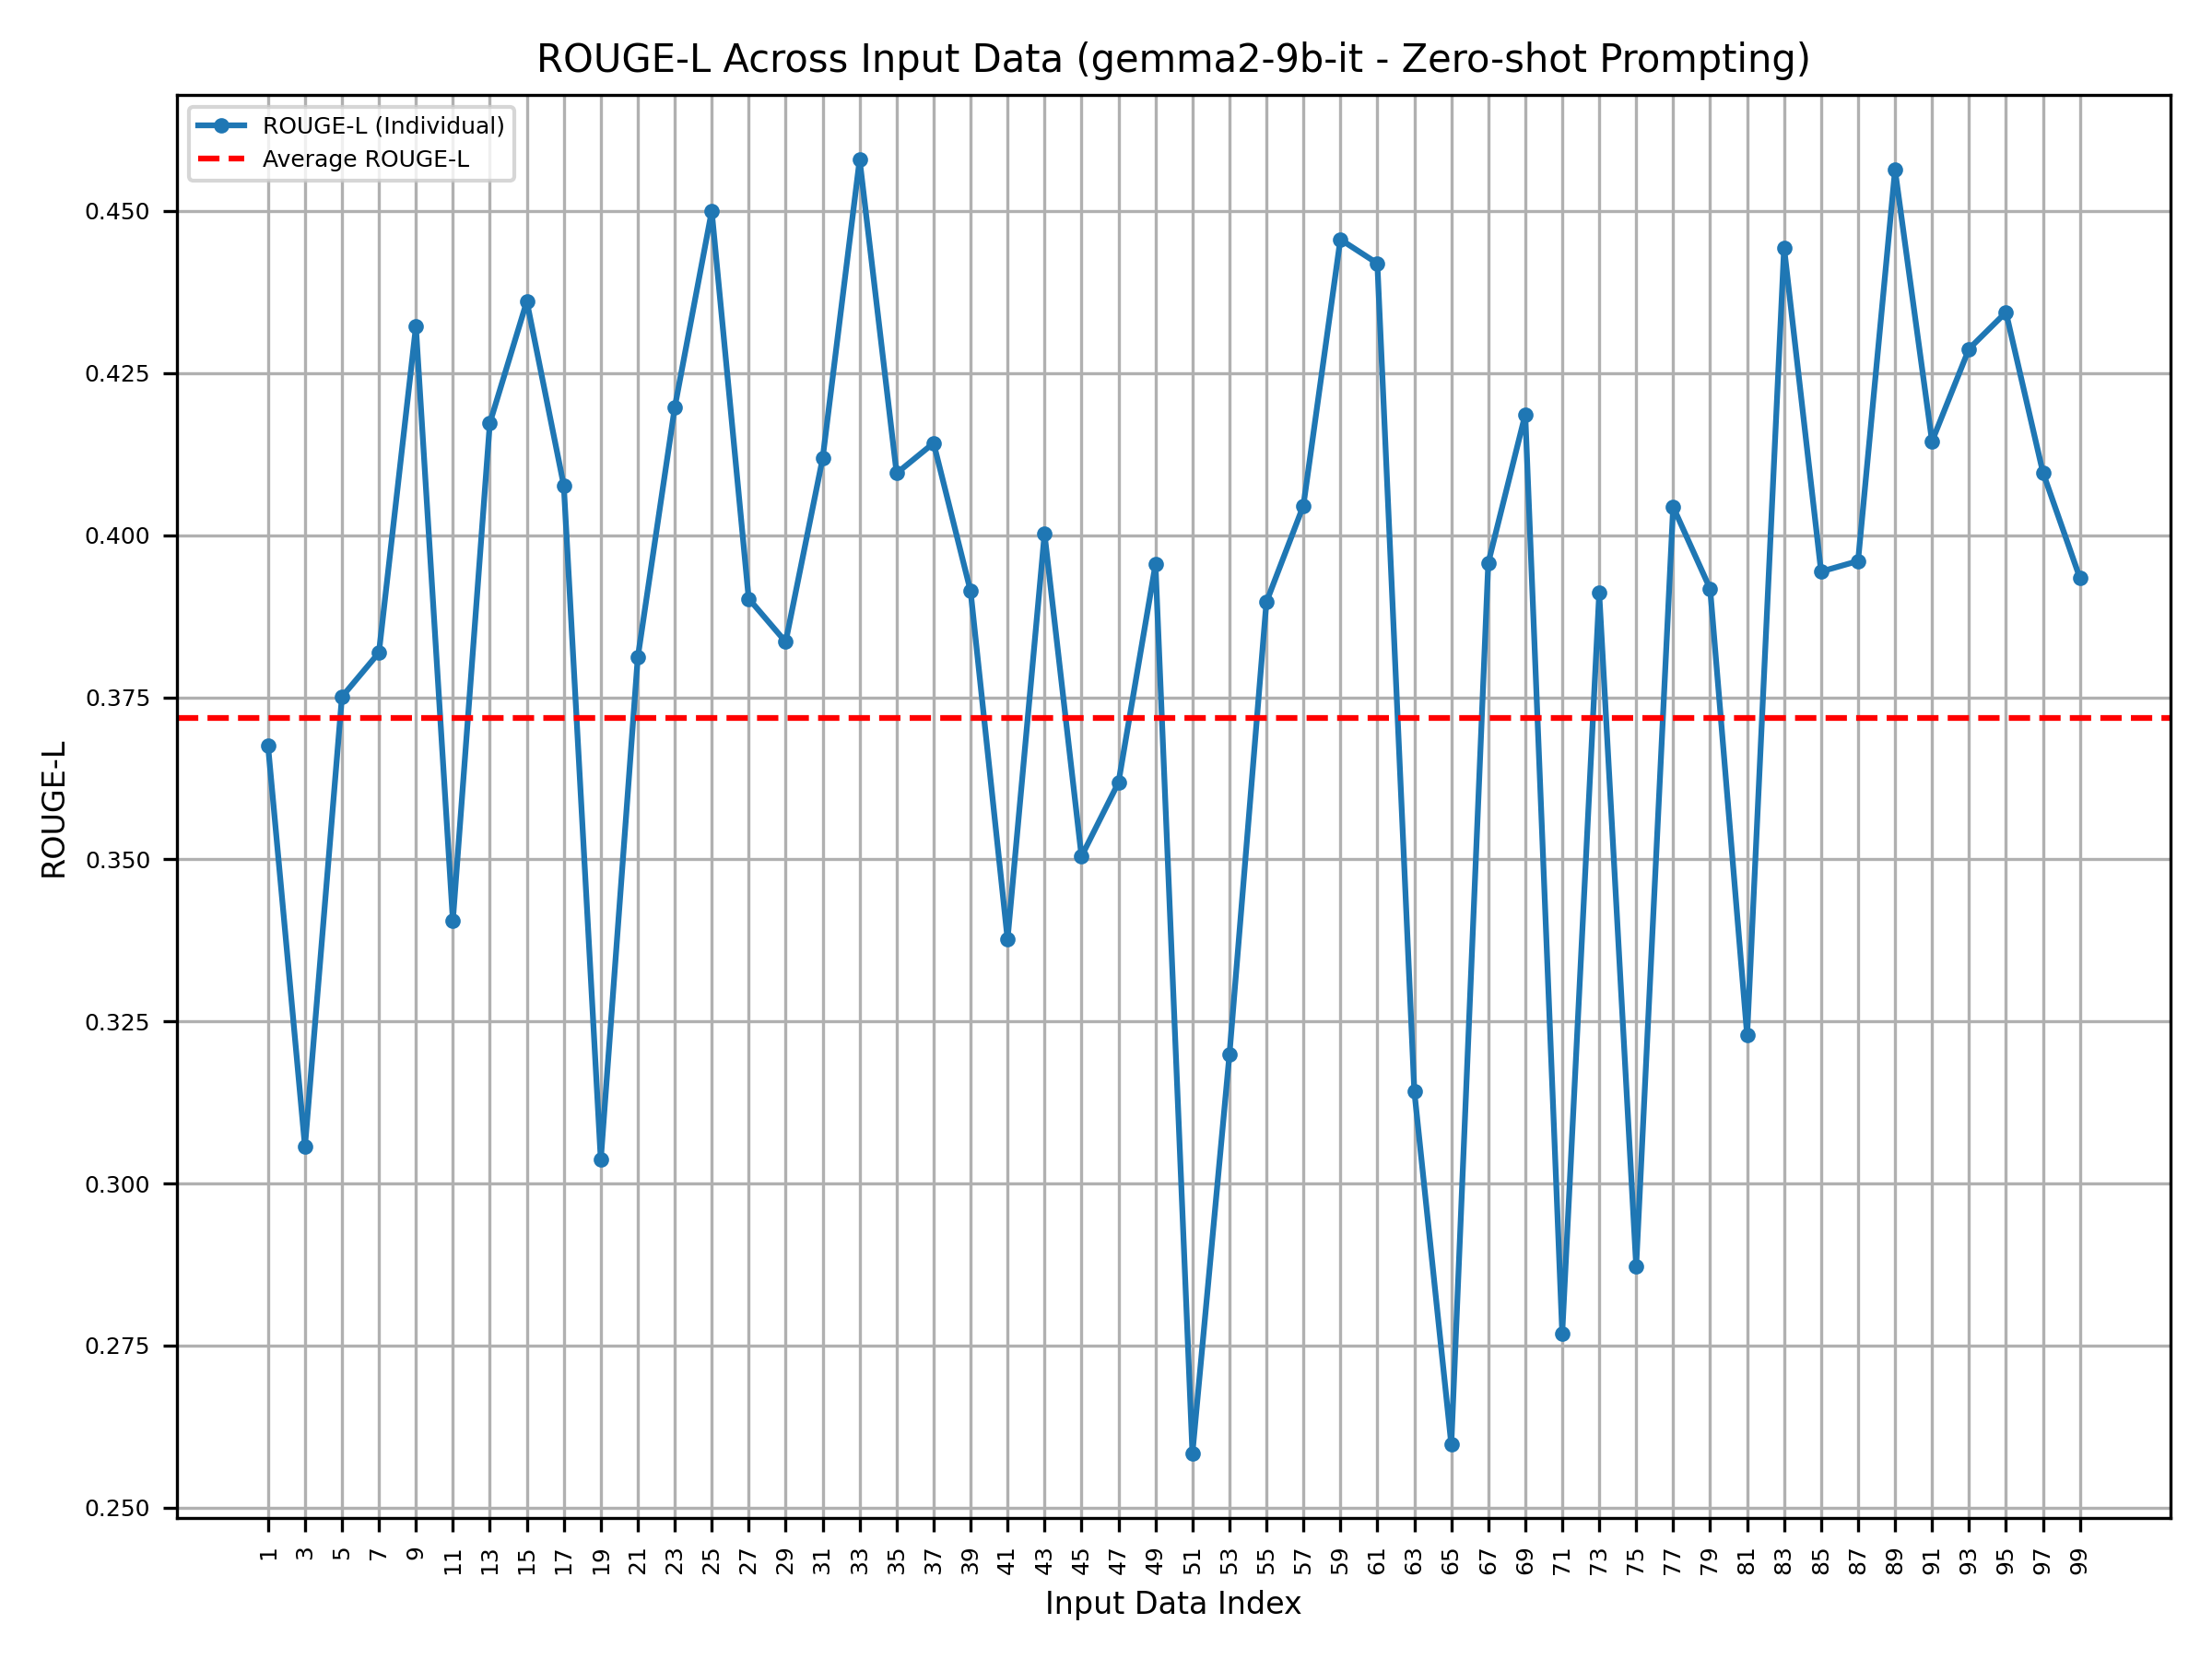 ROUGE-L Across Input Data (gemma2-9b-it - Zero-shot Prompting)
ROUGE-L (Individual)
Average ROUGE-L
0.450
0.425
0.400
0.375
0.350
0.325
0.300
0.275
0.250
ROUGE-L
1 3 5 7 9 11 13 15 17 19 21 23 25 27 29 31 33 35 37 39 41 43 45 47 49 51 53 55 57 59 61 63 65 67 69 71 73 75 77 79 81 83 85 87 89 91 93 95 97 99
Input Data Index